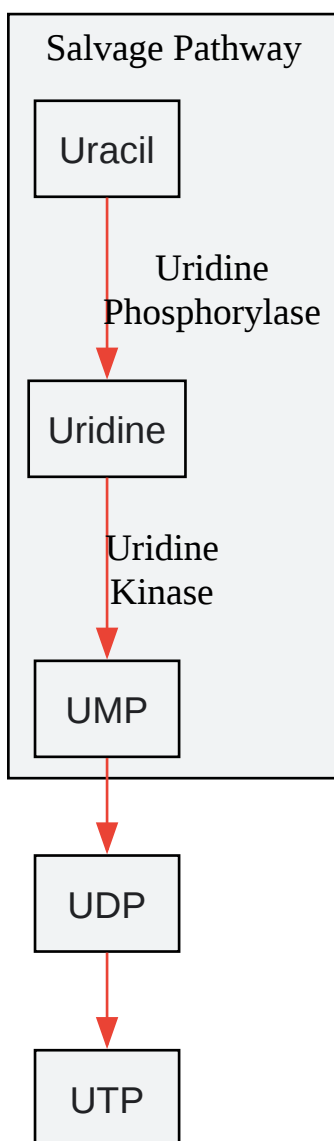 Salvage Pathway
Uracil
Uridine
Phosphorylase
Uridine
Uridine
Kinase
UMP
UDP
UTP